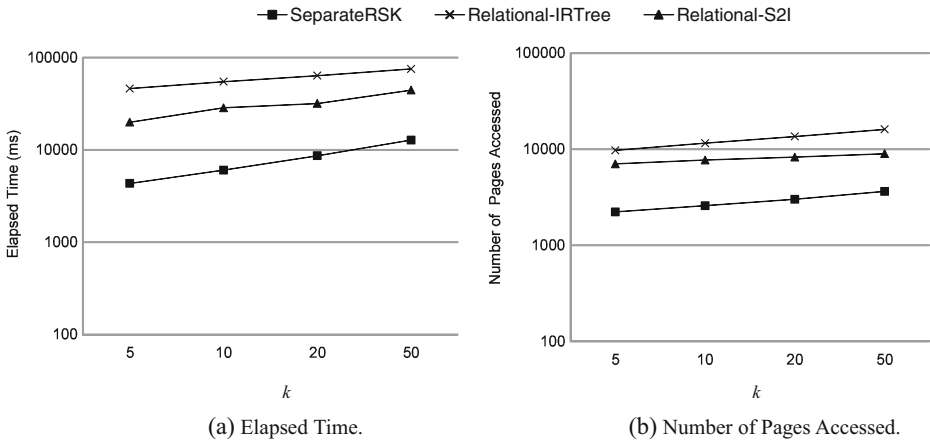 SeparateRSK Relational-IRTree Relational-S2I
100000
10000
1000
100
Elapsed Time (ms)
5 10 20 50
k
(a) Elapsed Time.
100000
10000
1000
100
Number of Pages Accessed
5 10 20 50
k
(b) Number of Pages Accessed.